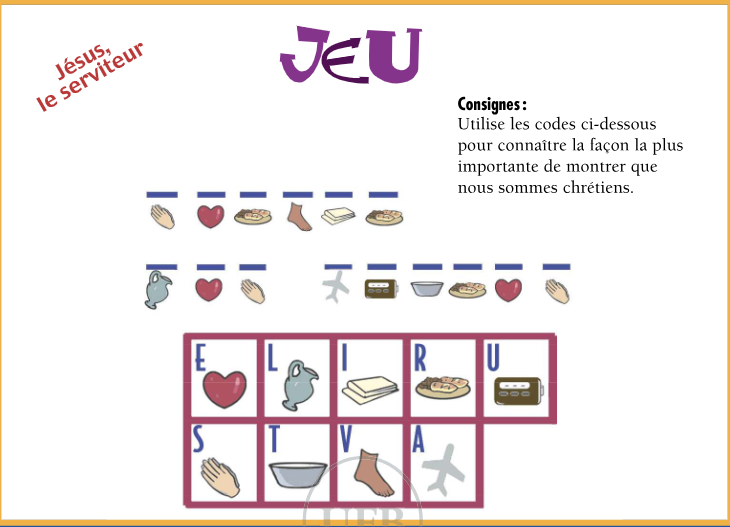 Jésus,
le serviteur
JEU
Consignes :
Utilise les codes ci-dessous
pour connaître la façon la plus
importante de montrer que
nous sommes chrétiens.
E L I R U
S T V A
UFB